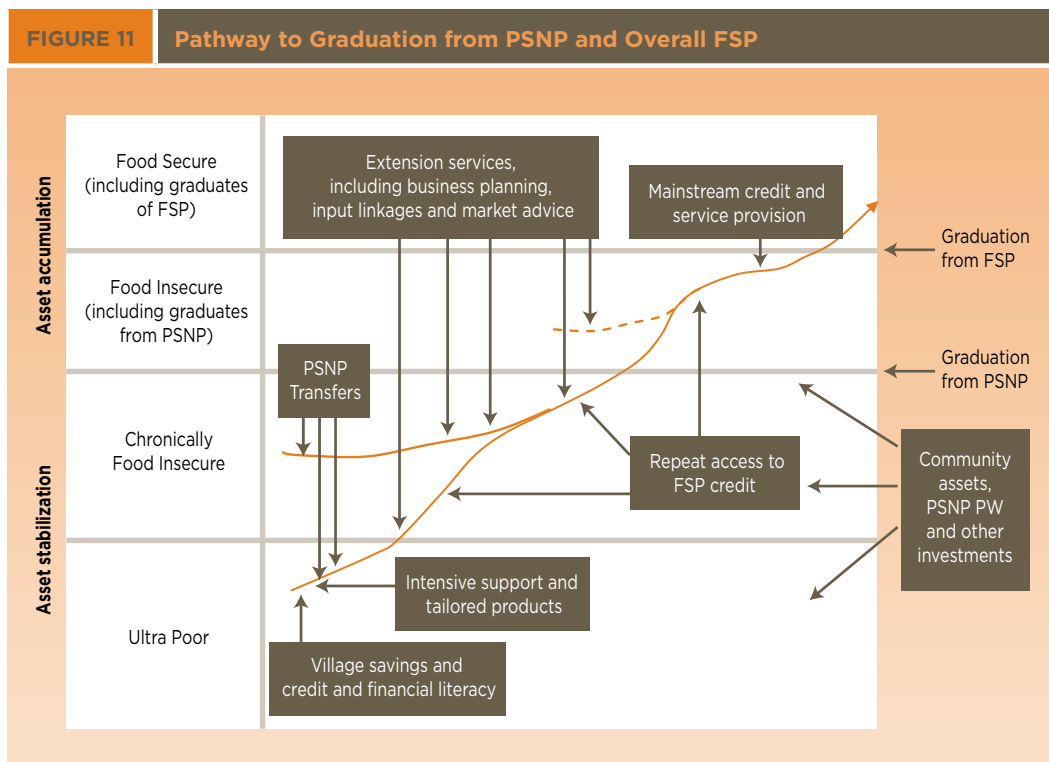 FIGURE 11
Pathway to Graduation from PSNP and Overall FSP
Asset accumulation
Asset stabilization
Food Secure
(including graduates
of FSP)
Food Insecure
(including graduates
from PSNP)
Chronically
Food Insecure
Ultra Poor
Extension services,
including business planning,
input linkages and market advice
Mainstream credit and
service provision
PSNP
Transfers
Repeat access to
FSP credit
Intensive support and
tailored products
Village savings and
credit and financial literacy
Graduation
from FSP
Graduation
from PSNP
Community
assets,
PSNP PW
and other
investments